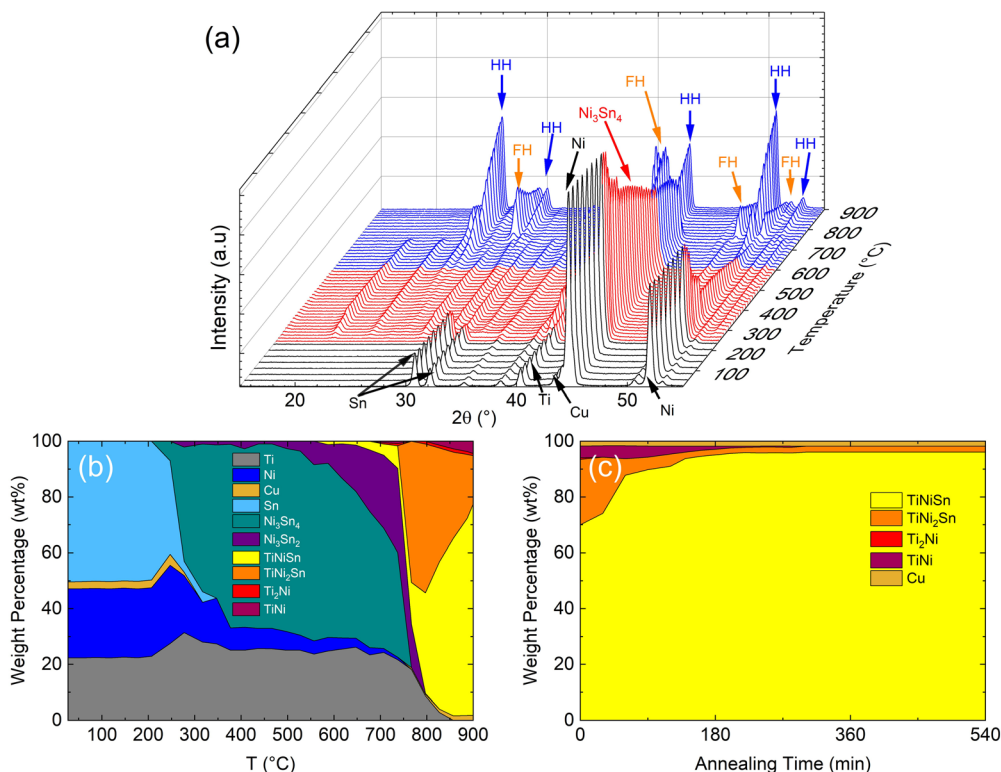 (a)
HH
HH
FH
HH
HH
Ni₃Sn₄
Ni
FH
FH
FH
HH
Intensity (a.u)
900
800
700
600
500
400
300
200
100
Temperature (°C)
Sn
Ti
Cu
Ni
20
30
40
50
2θ (°)
(b)
100
80
60
40
20
0
Weight Percentage (wt%)
Ti
Ni
Cu
Sn
Ni₃Sn₄
Ni₃Sn₂
TiNiSn
TiNi₂Sn
Ti₂Ni
TiNi
100 200 300 400 500 600 700 800 900
T (°C)
(c)
100
80
60
40
20
0
Weight Percentage (wt%)
TiNiSn
TiNi₂Sn
Ti₂Ni
TiNi
Cu
0 180 360 540
Annealing Time (min)